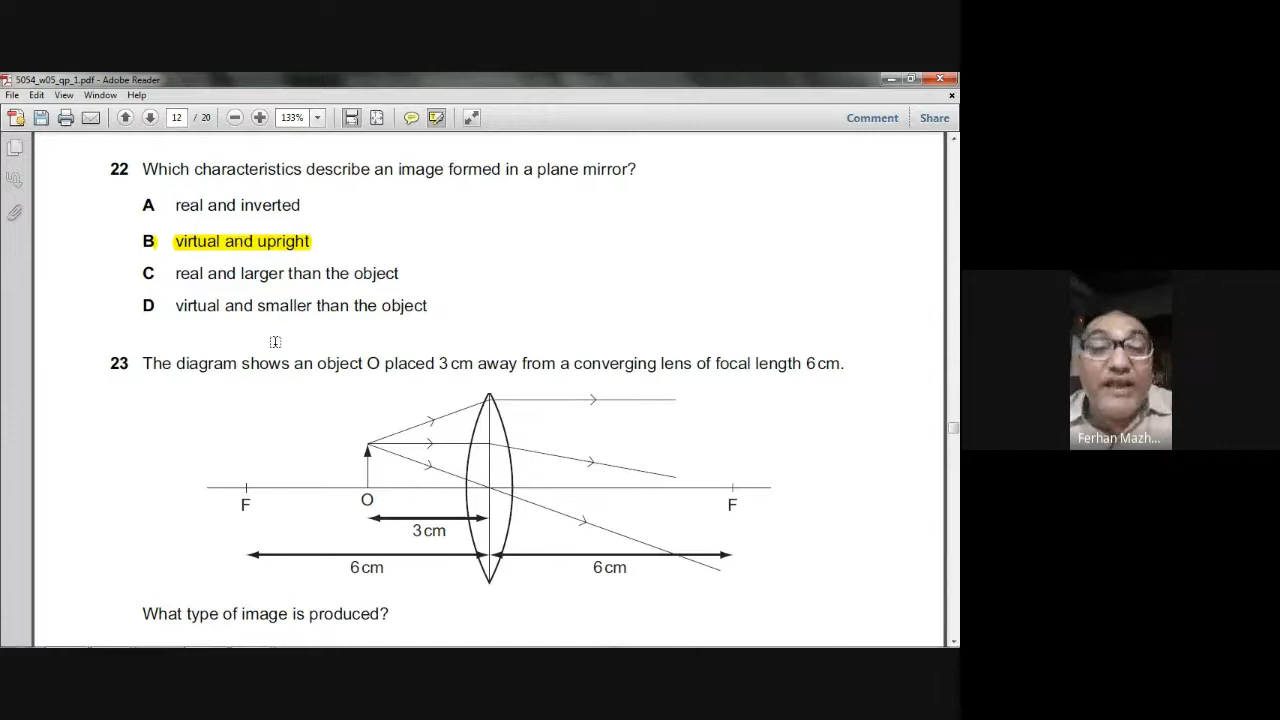 5054_w05_qp_1.pdf - Adobe Reader
File Edit View Window Help
12 / 20 133% Comment Share
22 Which characteristics describe an image formed in a plane mirror?
A real and inverted
B virtual and upright
C real and larger than the object
D virtual and smaller than the object
23 The diagram shows an object O placed 3 cm away from a converging lens of focal length 6 cm.
F O F
3 cm
6 cm 6 cm
What type of image is produced?
Ferhan Mazh...